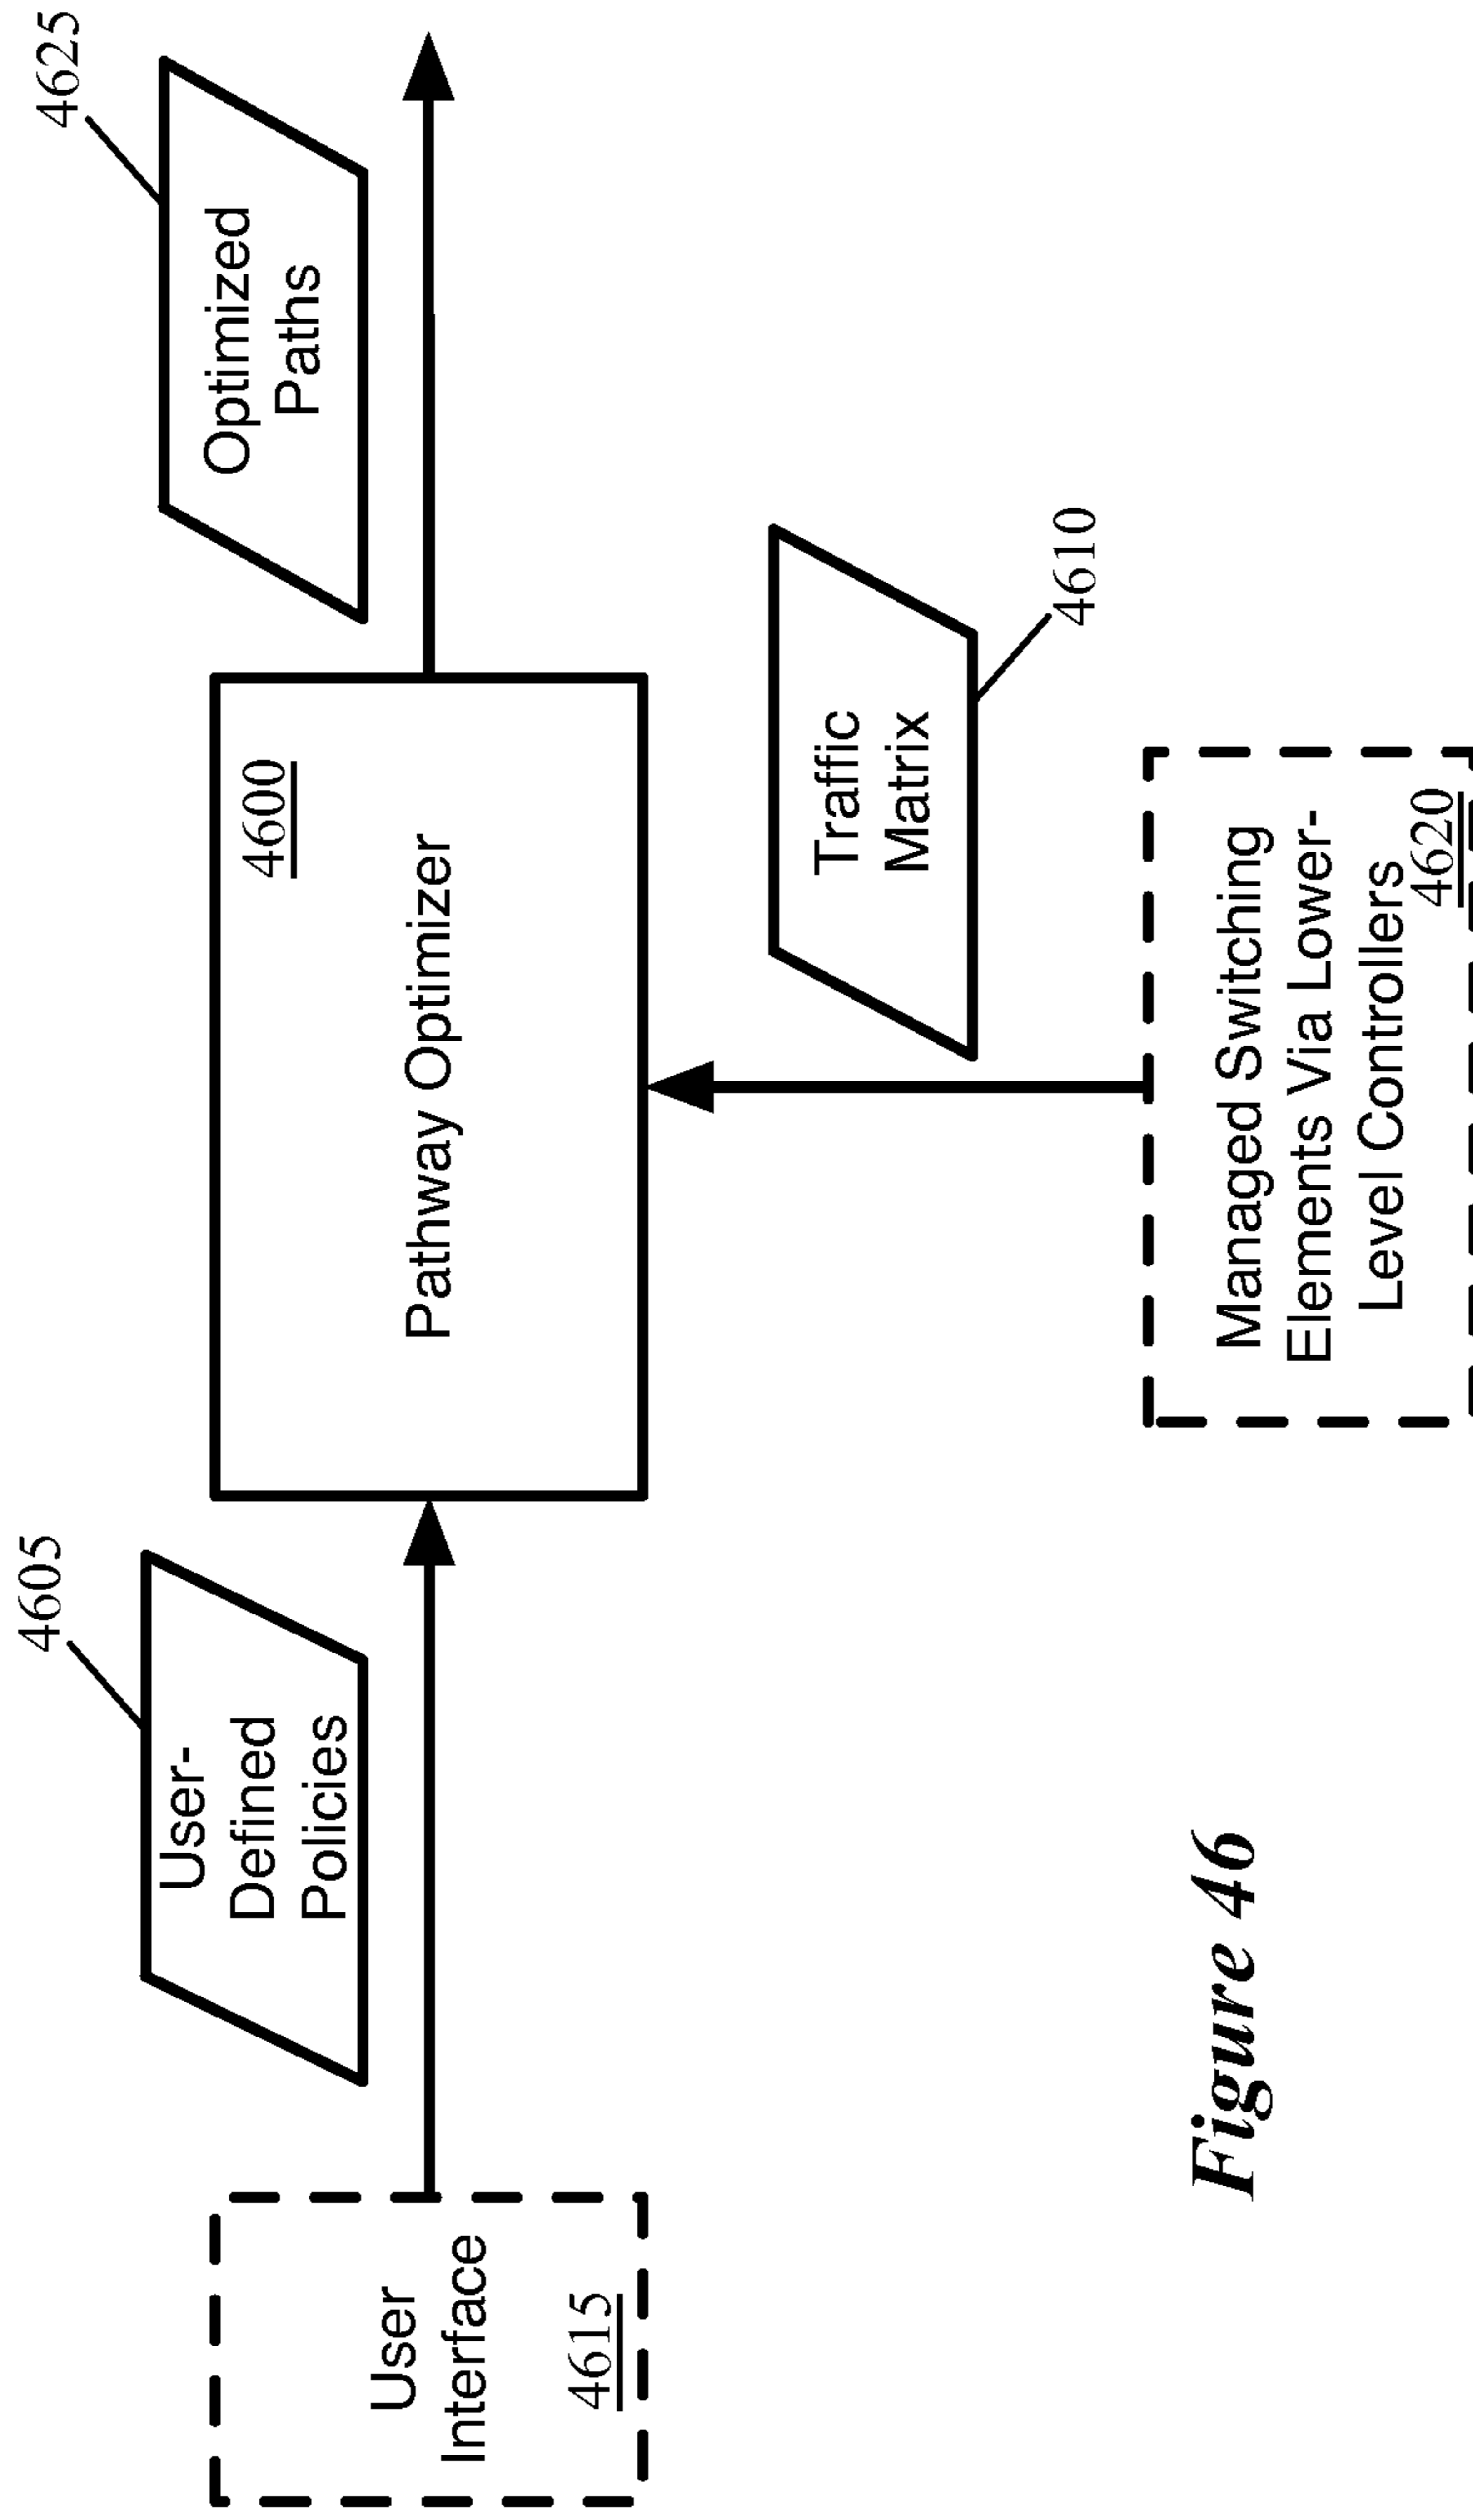 4605
User-
Defined
Policies
4625
Optimized
Paths
User
Interface
4615
4600
Pathway Optimizer
Traffic
Matrix
4610
Managed Switching
Elements Via Lower-
Level Controllers
4620
Figure 46